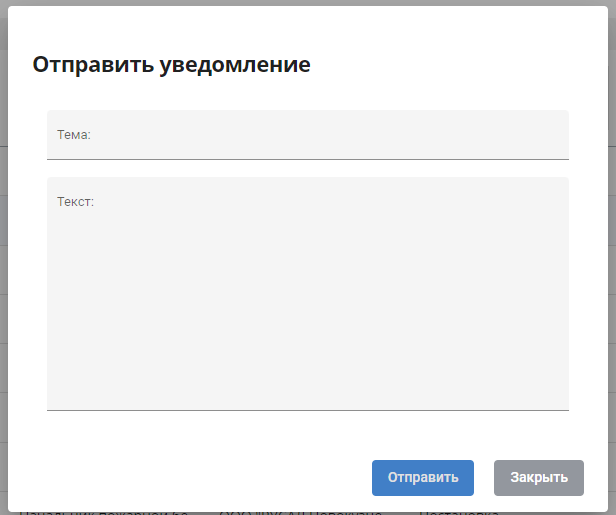 Отправить уведомление
Тема:
Текст:
Отправить
Закрыть